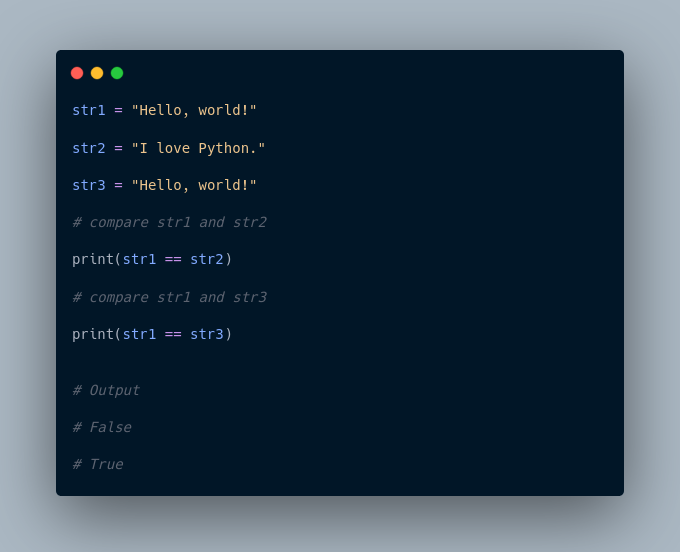 str1 = "Hello, world!"
str2 = "I love Python."
str3 = "Hello, world!"
# compare str1 and str2
print(str1 == str2)
# compare str1 and str3
print(str1 == str3)
# Output
# False
# True